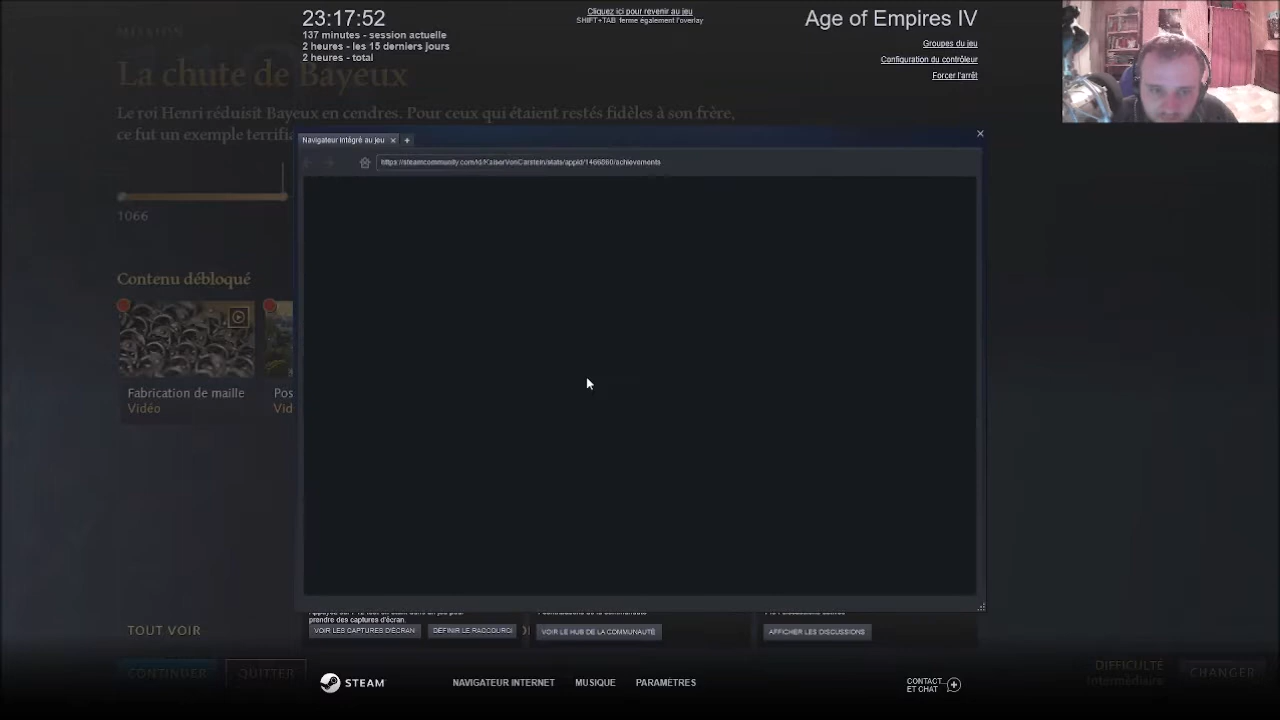 23:17:52
137 minutes - session actuelle
2 heures - les 15 derniers jours
2 heures - total
Cliquez ici pour revenir au jeu
SHIFT+TAB ferme également l'overlay
Age of Empires IV
Groupes du jeu
Configuration du contrôleur
Forcer l'arrêt
MISSION
La chute de Bayeux
Le roi Henri réduisit Bayeux en cendres. Pour ceux qui étaient restés fidèles à son frère,
ce fut un exemple terrifia
Navigateur intégré au jeu
https://steamcommunity.com/id/KaiserVonCarstein/stats/appid/1466860/achievements
1066
Contenu débloqué
Fabrication de maille
Vidéo
Pos
Vid
prendre des captures d'écran.
VOIR LES CAPTURES D'ÉCRAN
DÉFINIR LE RACCOURCI
VOIR LE HUB DE LA COMMUNAUTÉ
AFFICHER LES DISCUSSIONS
TOUT VOIR
CONTINUER
QUITTER
DIFFICULTÉ
Intermédiaire
CHANGER
STEAM
NAVIGATEUR INTERNET
MUSIQUE
PARAMÈTRES
CONTACT
ET CHAT